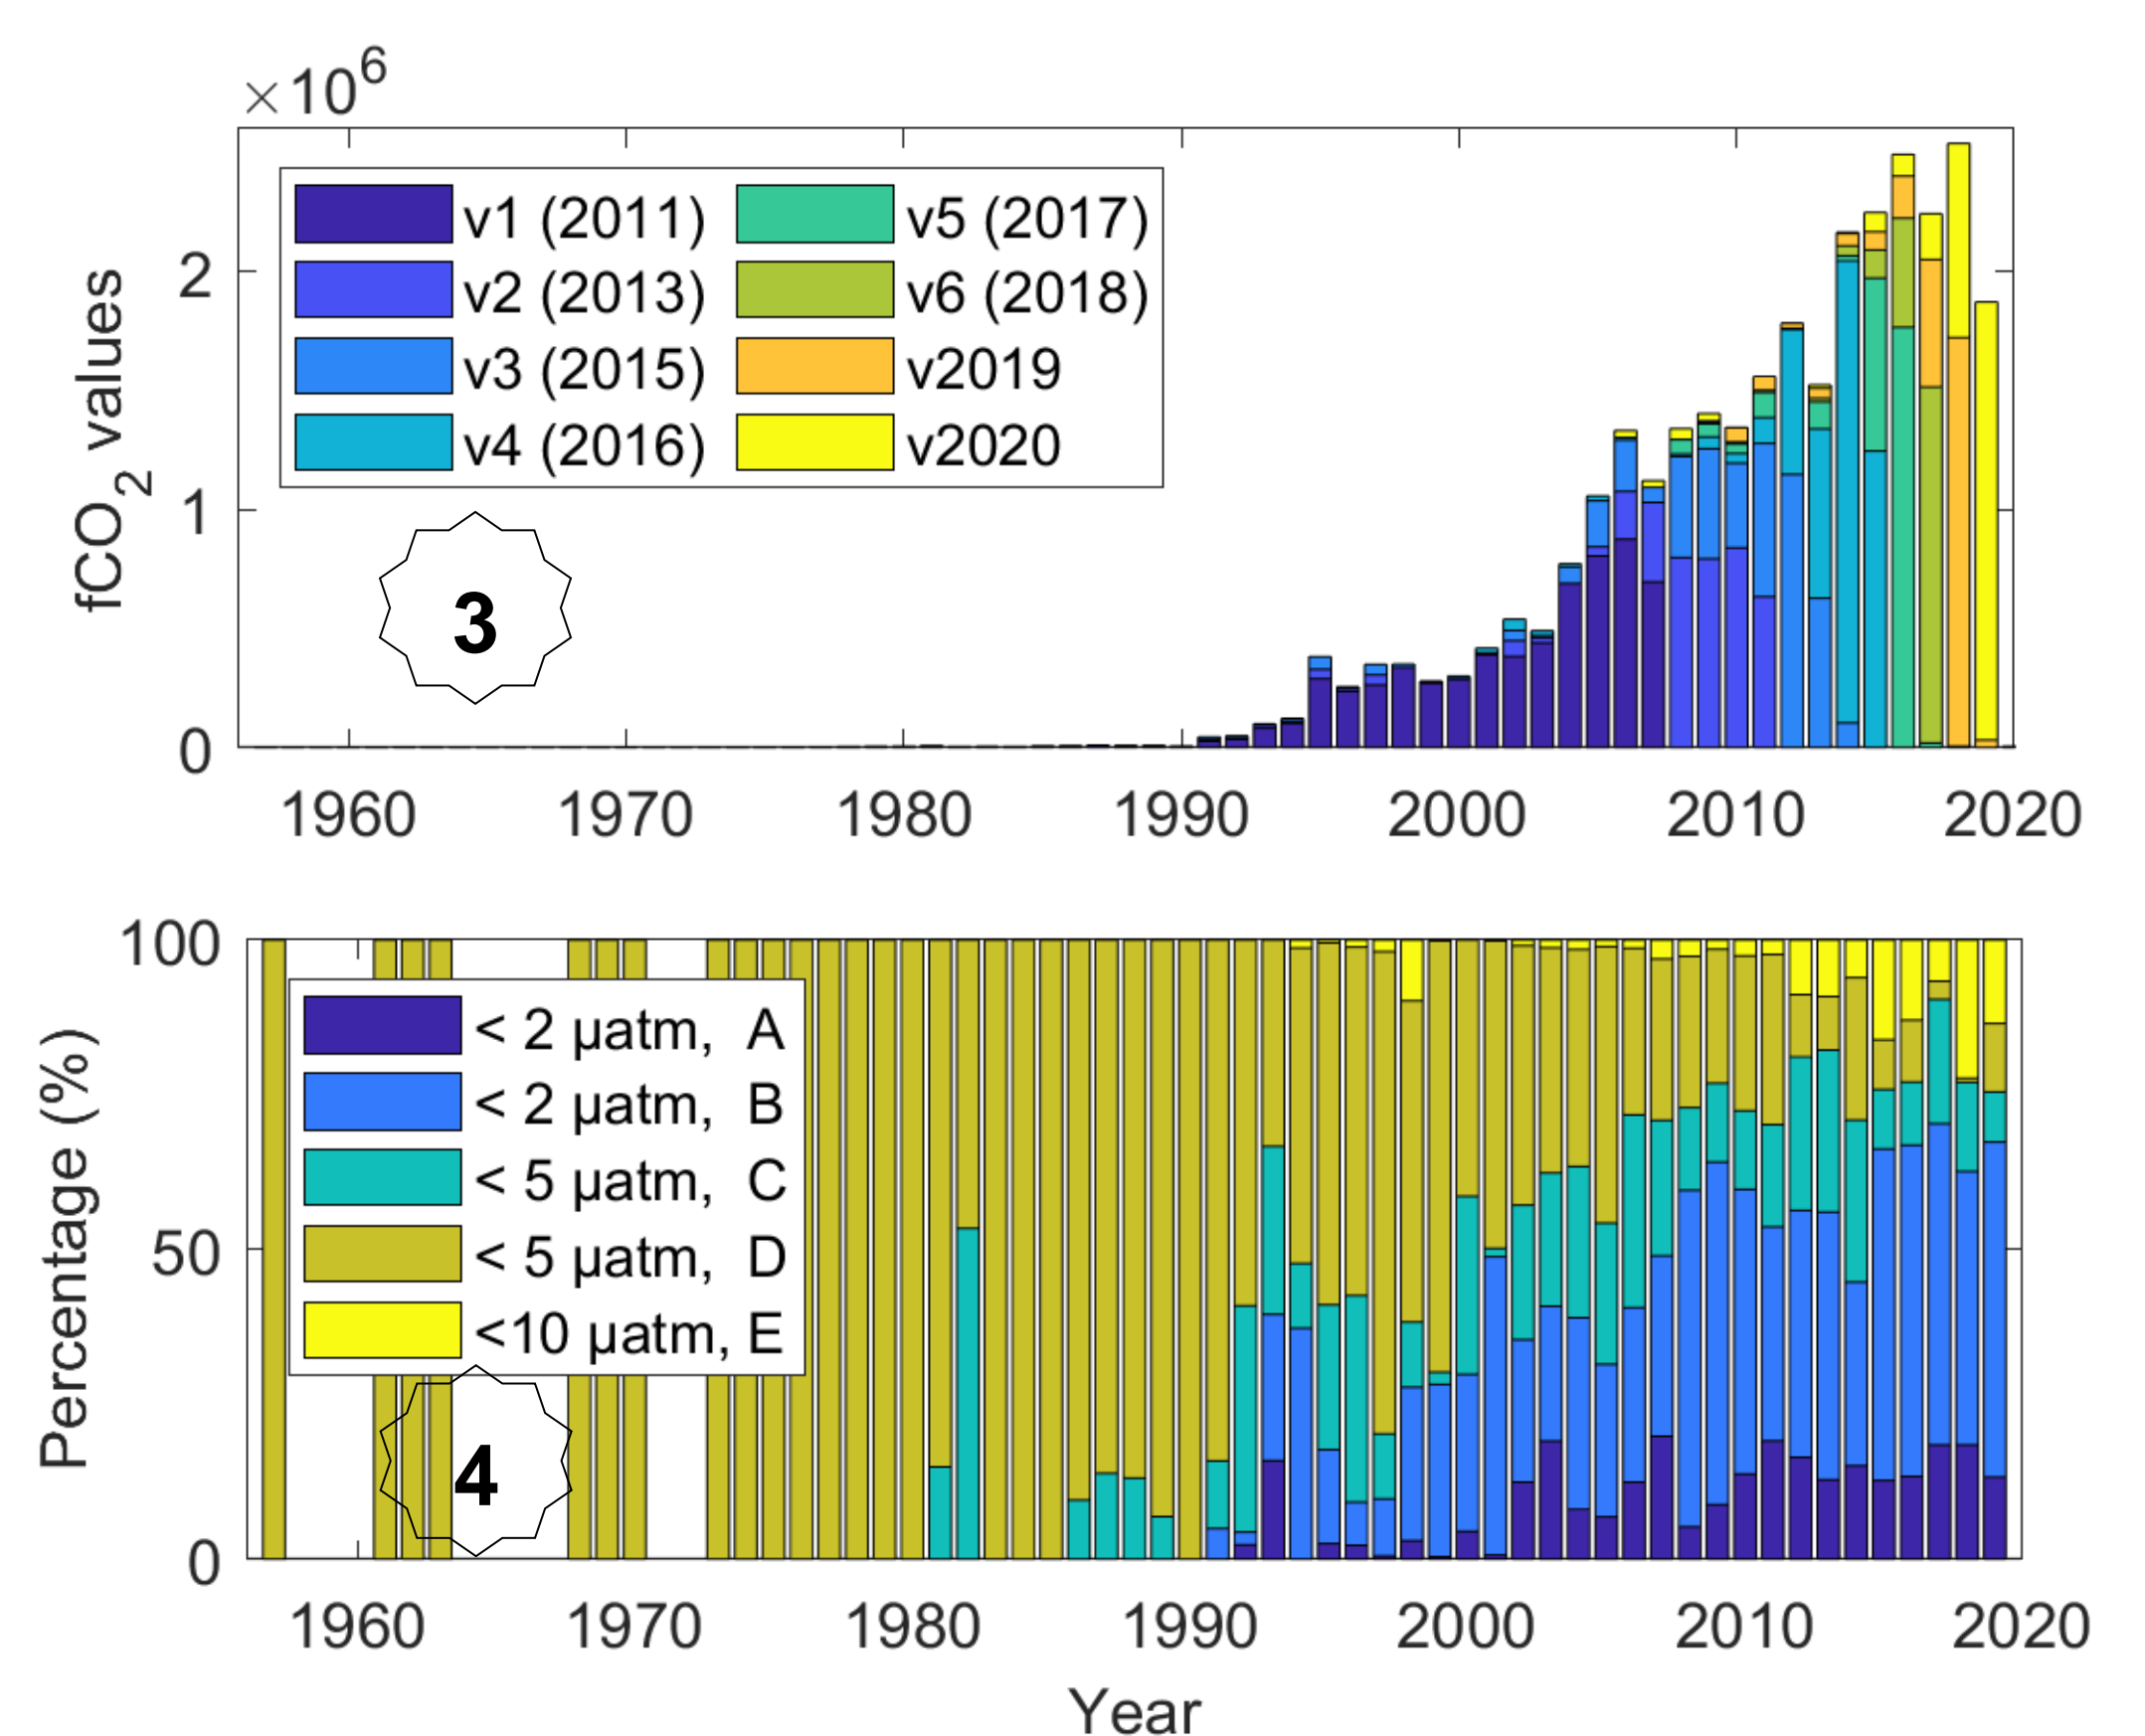 ×10⁶
v1 (2011) v5 (2017)
v2 (2013) v6 (2018)
v3 (2015) v2019
v4 (2016) v2020
fCO₂ values
2
1
0
3
1960 1970 1980 1990 2000 2010 2020
100
50
0
Percentage (%)
< 2 µatm, A
< 2 µatm, B
< 5 µatm, C
< 5 µatm, D
<10 µatm, E
4
1960 1970 1980 1990 2000 2010 2020
Year